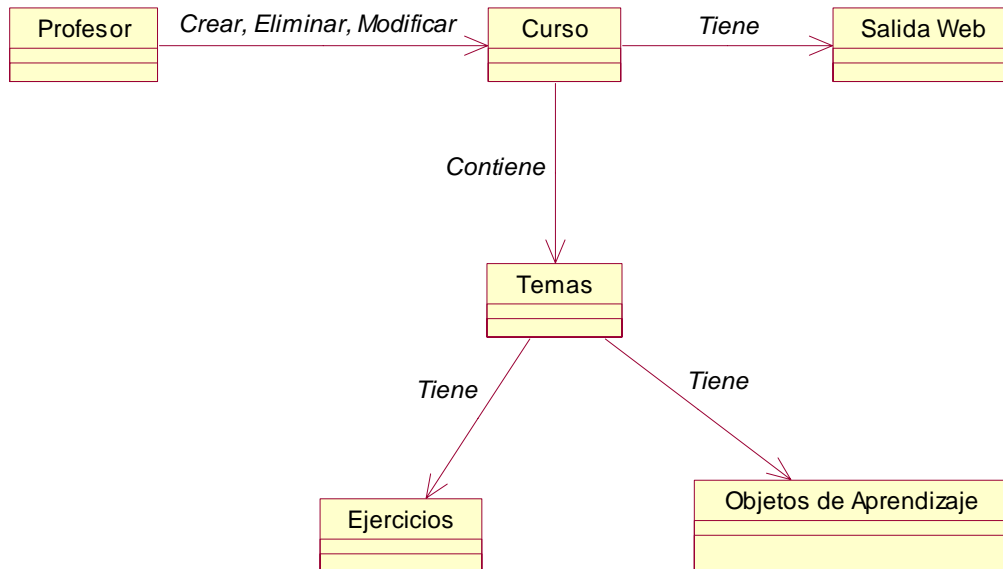 Profesor
Crear, Eliminar, Modificar
Curso
Tiene
Salida Web
Contiene
Temas
Tiene
Tiene
Ejercicios
Objetos de Aprendizaje